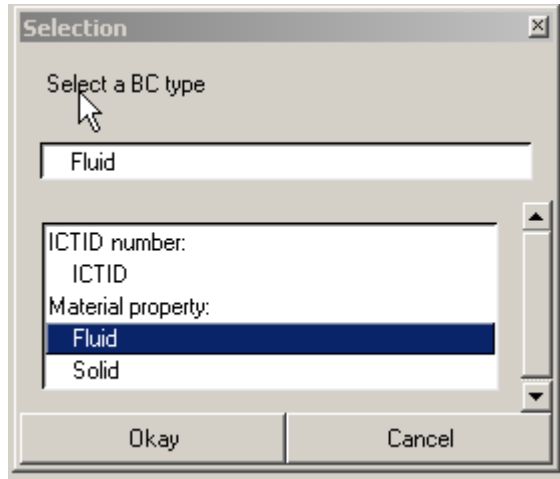 Selection
Select a BC type
Fluid
ICTID number:
ICTID
Material property:
Fluid
Solid
Okay
Cancel